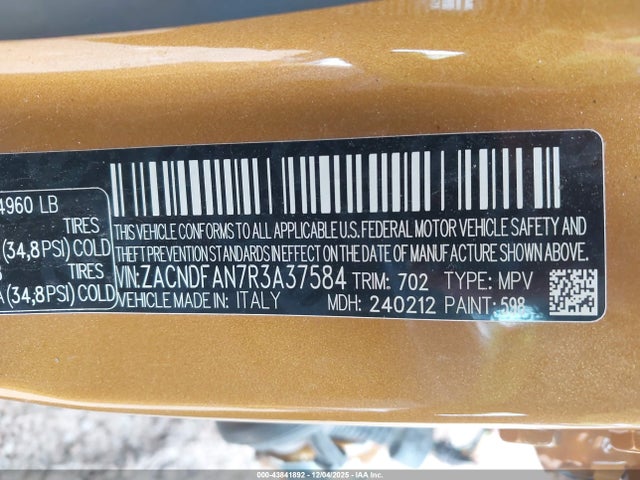 4960 LB
TIRES
(34,8PSI) COLD
TIRES
A (34,8PSI) COLD
THIS VEHICLE CONFORMS TO ALL APPLICABLE U.S. FEDERAL MOTOR VEHICLE SAFETY AND
THEFT PREVENTION STANDARDS IN EFFECT ON THE DATE OF MANUFACTURE SHOWN ABOVE.
VIN:ZACNDFAN7R3A37584 TRIM: 702 TYPE: MPV
VEHICLE MADE IN: ITALY MDH: 240212 PAINT: 598
000-43841892 - 12/04/2025 - IAAI.COM